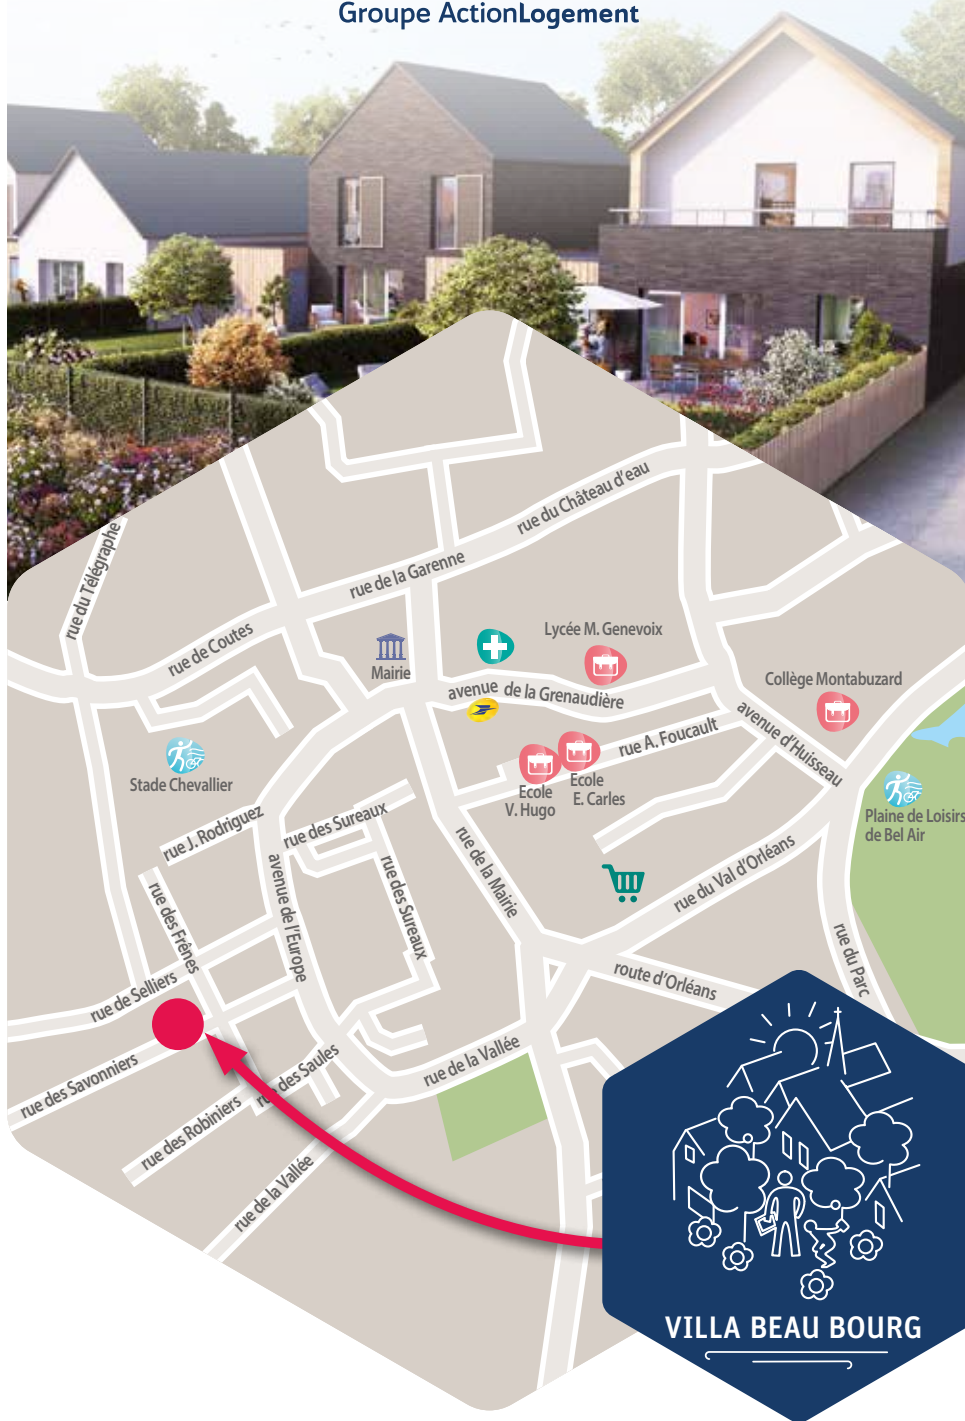 Groupe ActionLogement
rue du Télégraphe
rue du Château d'eau
rue de la Garenne
rue de Coutes
Mairie
Lycée M. Genevoix
avenue de la Grenaudière
Collège Montabuzard
avenue d'Huisseau
rue A. Foucault
Stade Chevallier
Ecole
V. Hugo
Ecole
E. Carles
Plaine de Loisirs
de Bel Air
rue J. Rodriguez
rue des Sureaux
rue de la Mairie
rue du Val d'Orléans
avenue de l'Europe
rue des Sureaux
rue des Frênes
rue de Selliers
route d'Orléans
rue du Parc
rue des Savonniers
rue des Saules
rue de la Vallée
rue des Robiniers
rue de la Vallée
VILLA BEAU BOURG